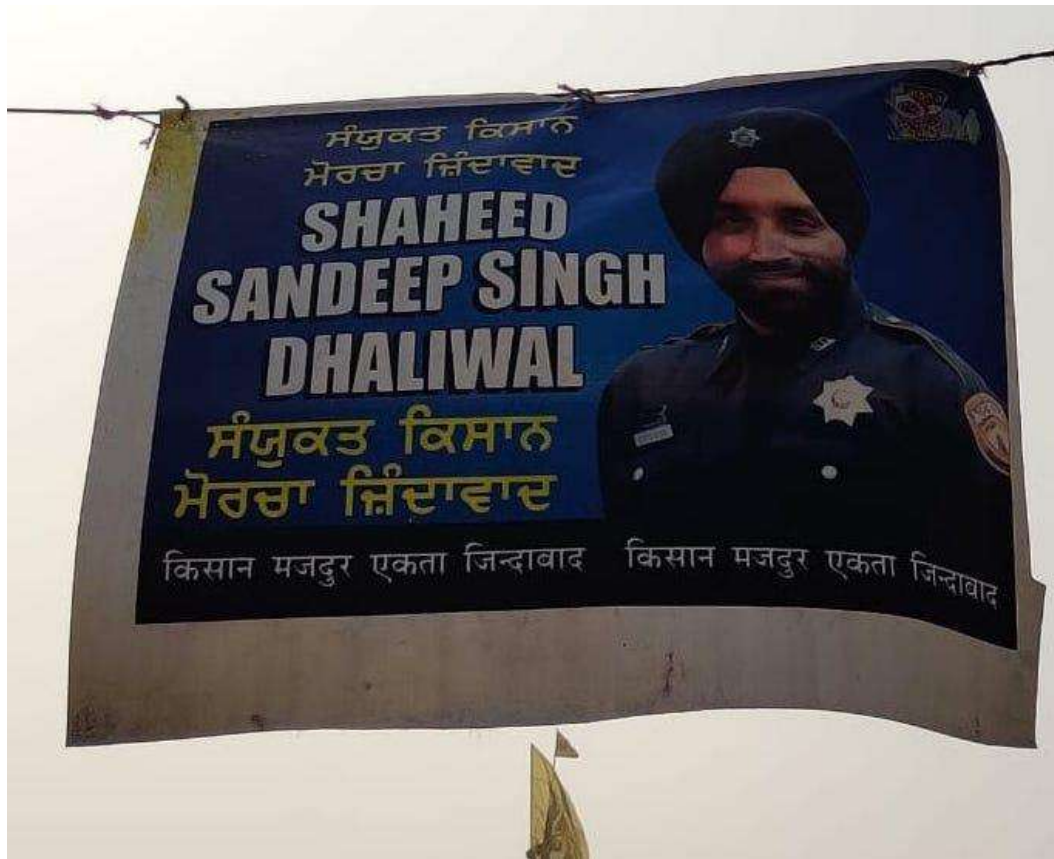 ਸੰਯੁਕਤ ਕਿਸਾਨ
ਮੋਰਚਾ ਜ਼ਿੰਦਾਵਾਦ
SHAHEED
SANDEEP SINGH
DHALIWAL
ਸੰਯੁਕਤ ਕਿਸਾਨ
ਮੋਰਚਾ ਜ਼ਿੰਦਾਵਾਦ
किसान मजदुर एकता जिन्दाबाद किसान मजदुर एकता जिन्दाबाद